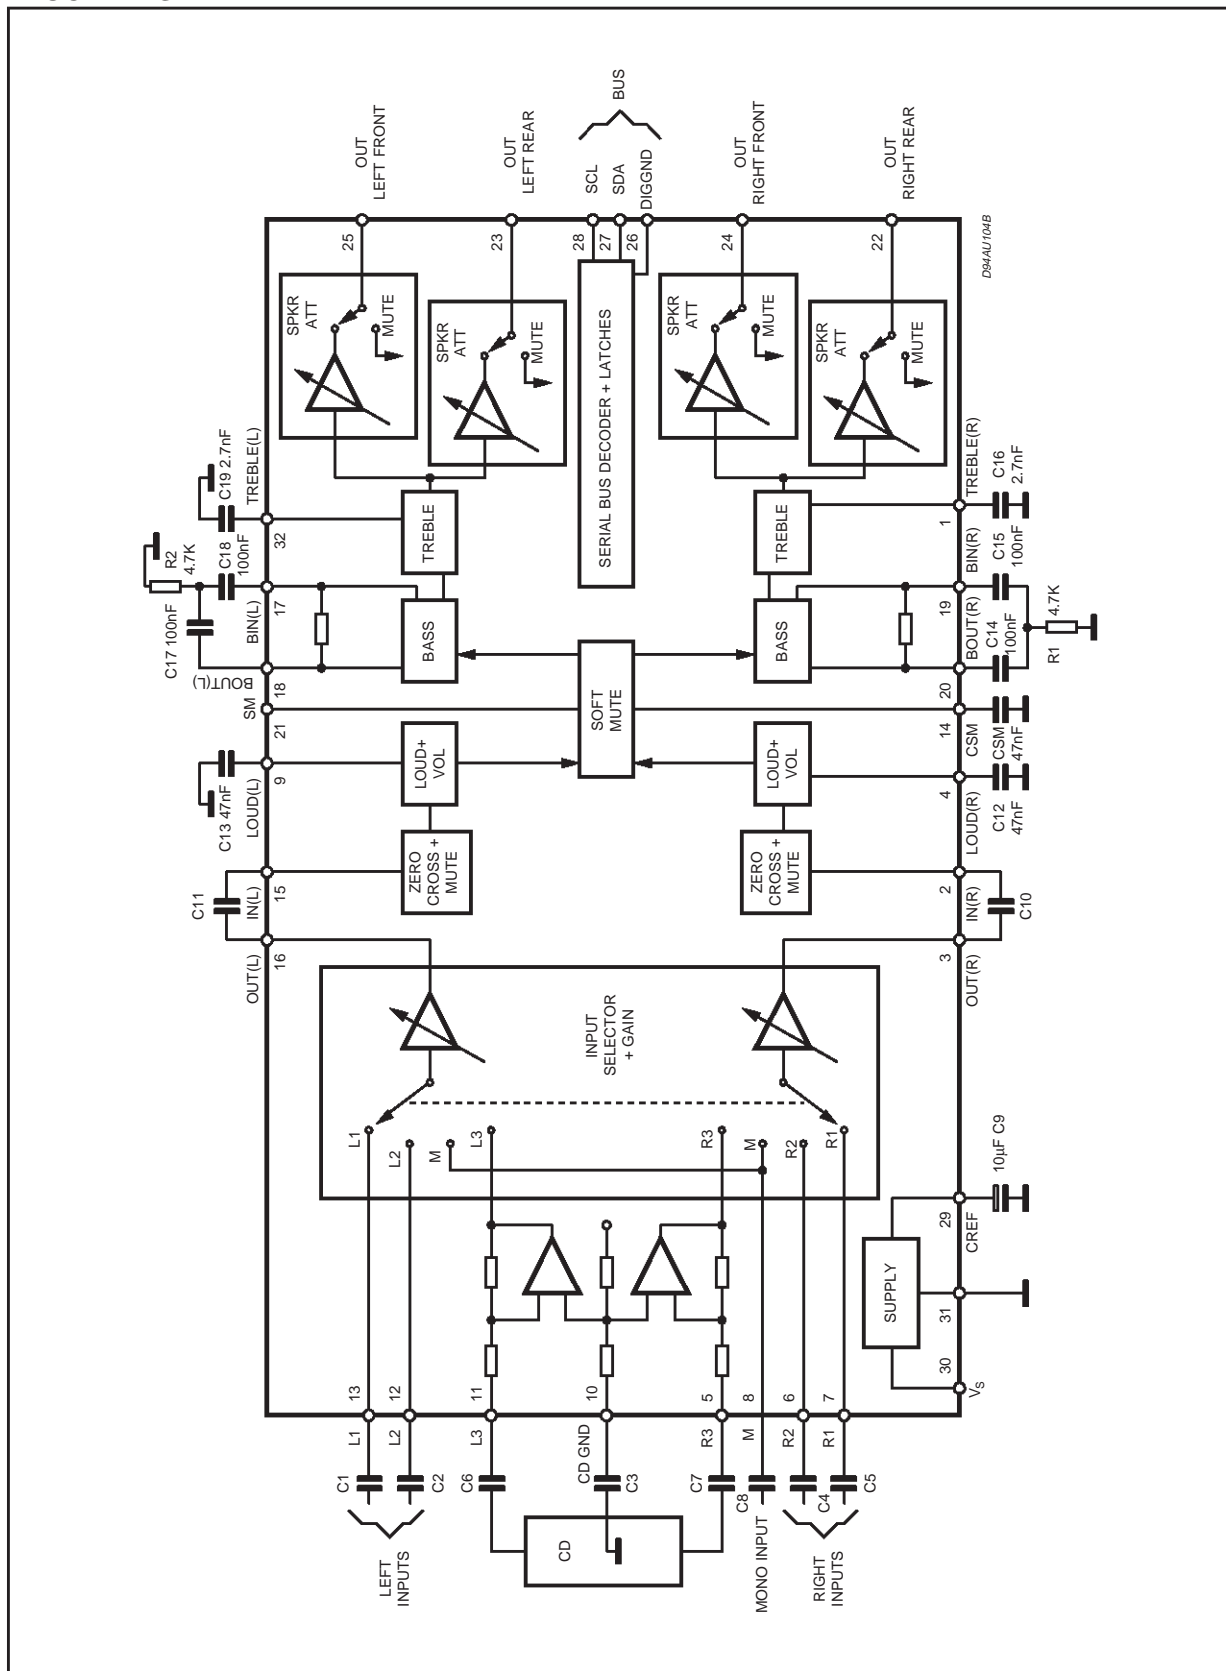 C1
L1
13
L1
LEFT
INPUTS
C2
L2
12
L2
M
C6
L3
11
L3
CD
C3
CD GND
10
C7
R3
5
R3
MONO INPUT
C8
M
8
M
RIGHT
INPUTS
C4
R2
6
R2
C5
R1
7
R1
INPUT
SELECTOR
+ GAIN
SUPPLY
VS
30
31
CREF
29
10µF C9
OUT(L)
16
C11
IN(L)
15
ZERO
CROSS +
MUTE
C13 47nF
LOUD(L)
9
LOUD+
VOL
SM
21
BOUT(L)
18
C17 100nF
BIN(L)
17
R2
4.7K
C18
100nF
BASS
C19 2.7nF
TREBLE(L)
32
TREBLE
SOFT
MUTE
OUT(R)
3
C10
IN(R)
2
ZERO
CROSS +
MUTE
LOUD(R)
4
C12
47nF
LOUD+
VOL
CSM
14
CSM
47nF
BOUT(R)
20
C14
100nF
R1
4.7K
BIN(R)
19
C15
100nF
BASS
TREBLE(R)
1
C16
2.7nF
TREBLE
SPKR
ATT
MUTE
25
OUT
LEFT FRONT
SPKR
ATT
MUTE
23
OUT
LEFT REAR
SERIAL BUS DECODER + LATCHES
28
SCL
27
SDA
26
DIGGND
BUS
SPKR
ATT
MUTE
24
OUT
RIGHT FRONT
SPKR
ATT
MUTE
22
OUT
RIGHT REAR
D94AU104B